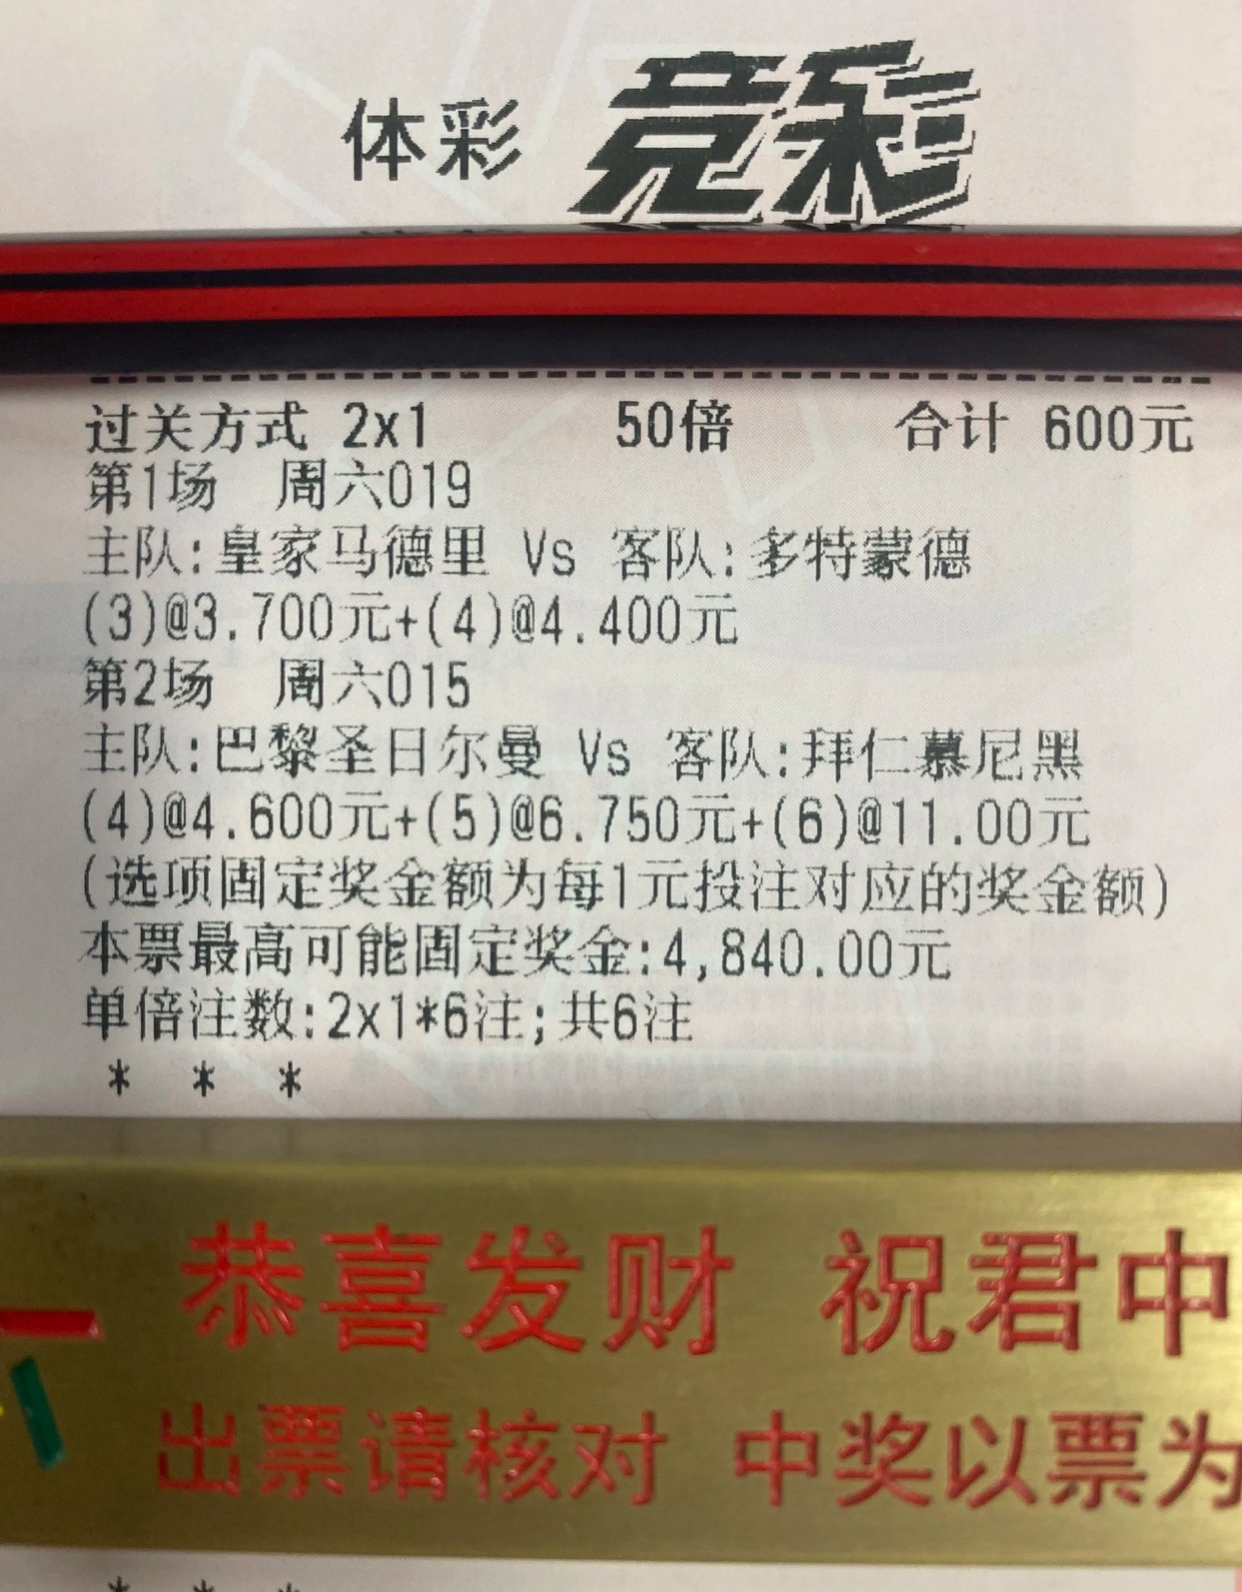 体彩 竞彩
过关方式 2x1 50倍 合计 600元
第1场 周六019
主队:皇家马德里 Vs 客队:多特蒙德
(3)@3.700元+(4)@4.400元
第2场 周六015
主队:巴黎圣日尔曼 Vs 客队:拜仁慕尼黑
(4)@4.600元+(5)@6.750元+(6)@11.00元
(选项固定奖金额为每1元投注对应的奖金额)
本票最高可能固定奖金:4,840.00元
单倍注数:2x1*6注;共6注
* * *
恭喜发财 祝君中
出票请核对 中奖以票为
* * *